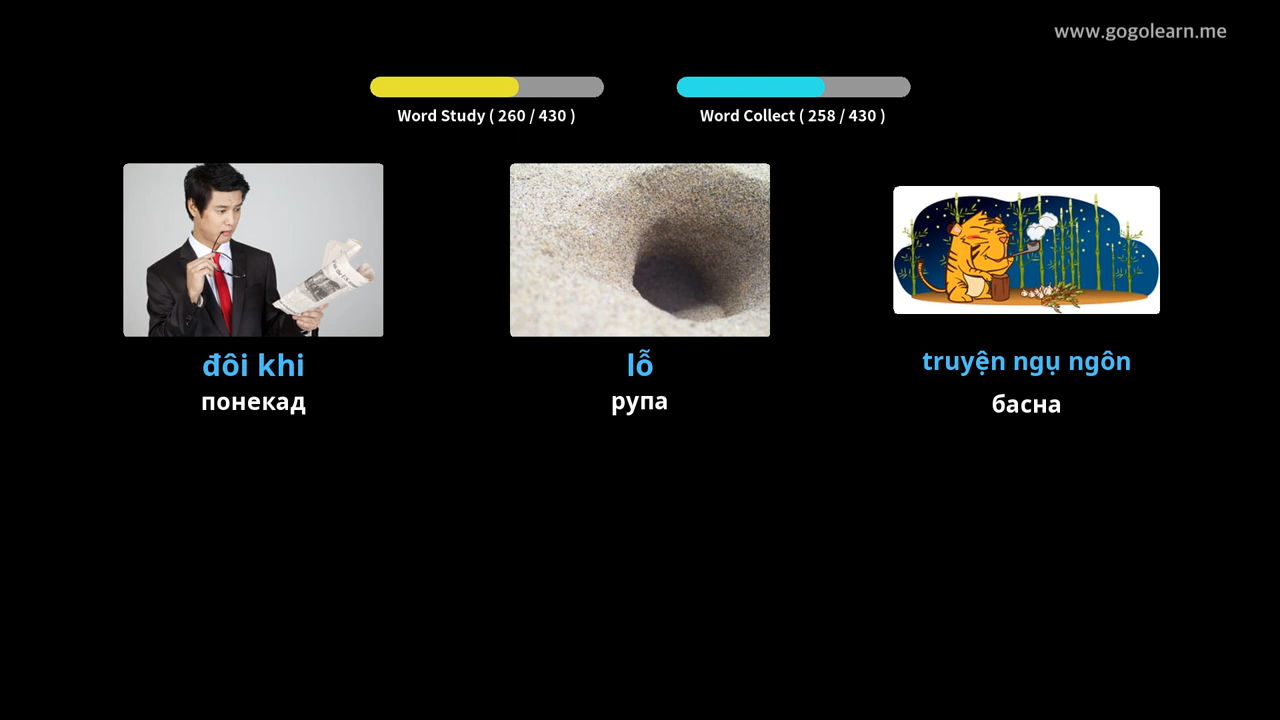 www.gogolearn.me
Word Study ( 260 / 430 )
Word Collect ( 258 / 430 )
đôi khi
lỗ
truyện ngụ ngôn
понекад
рупа
басна